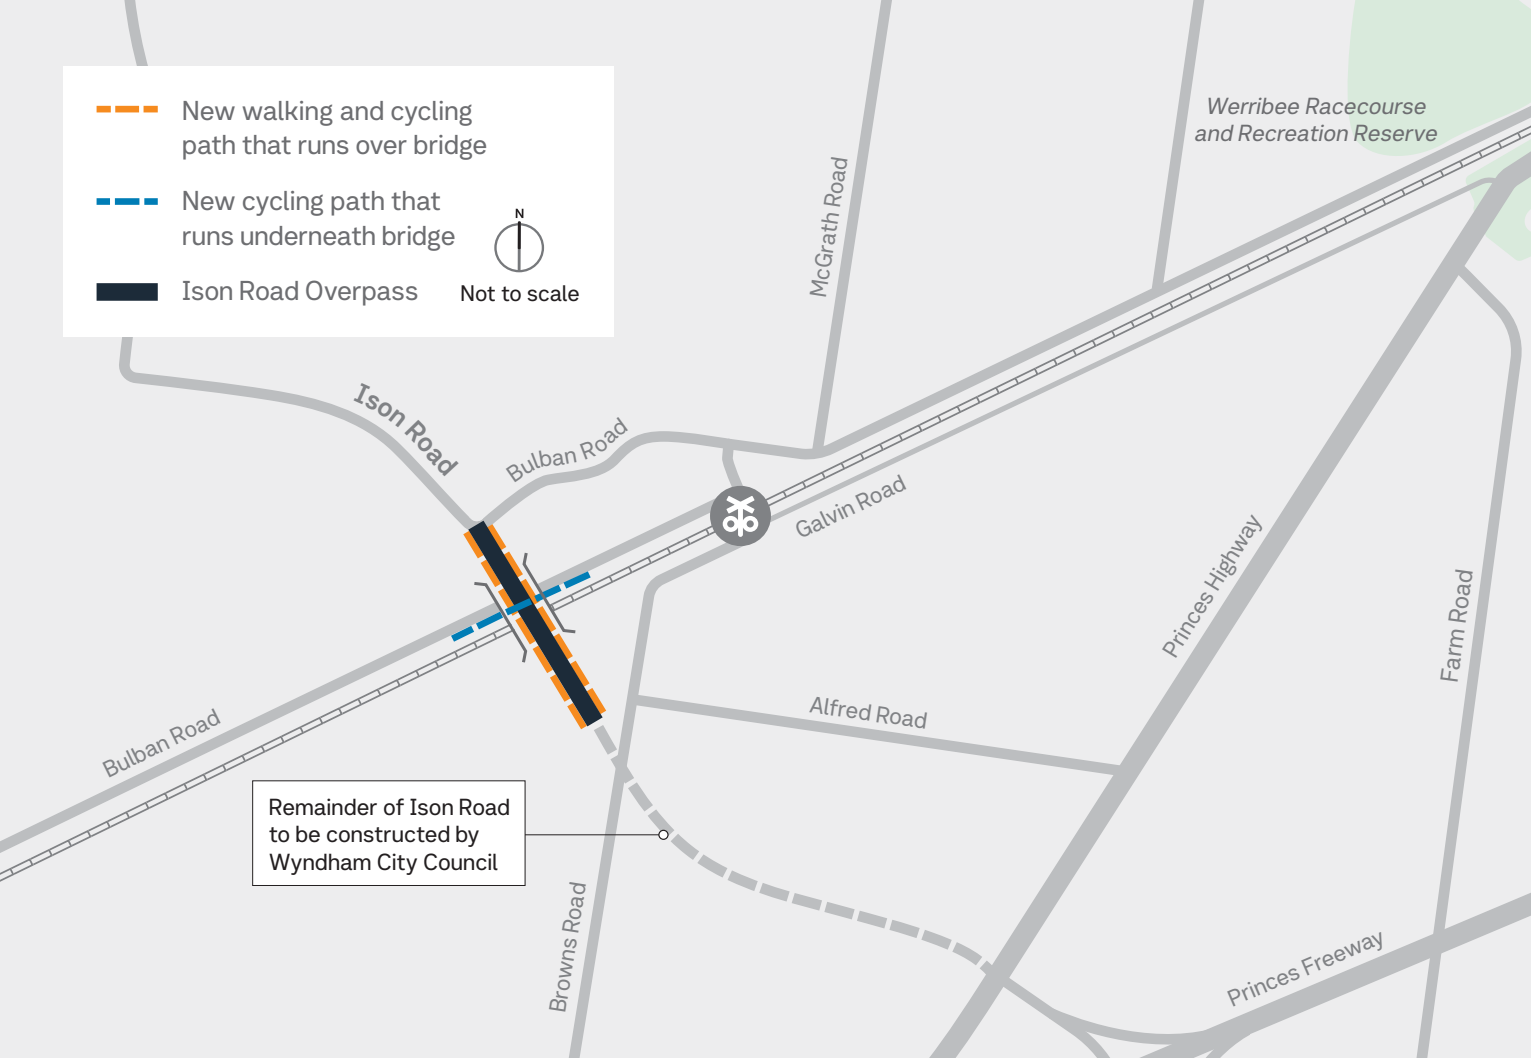 New walking and cycling
path that runs over bridge
New cycling path that
runs underneath bridge
N
Ison Road Overpass
Not to scale
Werribee Racecourse
and Recreation Reserve
McGrath Road
Ison Road
Bulban Road
Galvin Road
Princes Highway
Farm Road
Alfred Road
Bulban Road
Remainder of Ison Road
to be constructed by
Wyndham City Council
Browns Road
Princes Freeway